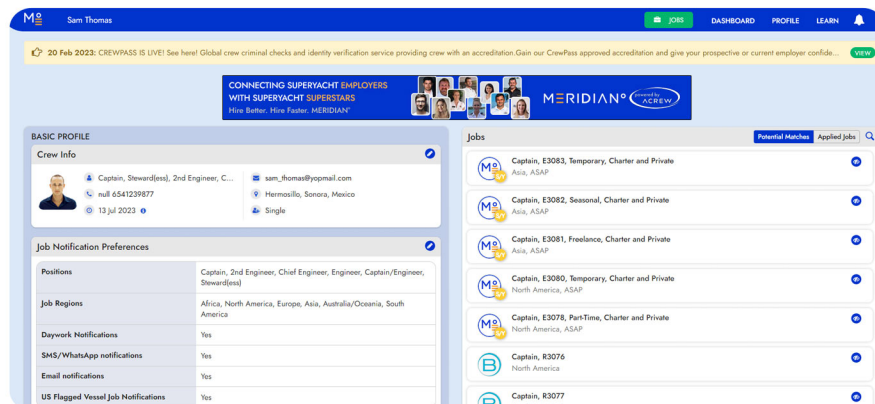 Mº Sam Thomas JOBS DASHBOARD PROFILE LEARN
20 Feb 2023: CREWPASS IS LIVE! See here! Global crew criminal checks and identity verification service providing crew with an accreditation.Gain our CrewPass approved accreditation and give your prospective or current employer confide... VIEW
CONNECTING SUPERYACHT EMPLOYERS
WITH SUPERYACHT SUPERSTARS
Hire Better. Hire Faster. MERIDIAN°
MERIDIAN° powered by ACREW
BASIC PROFILE
Crew Info
Captain, Steward(ess), 2nd Engineer, C...
sam_thomas@yopmail.com
null 6541239877
Hermosillo, Sonora, Mexico
13 Jul 2023
Single
Job Notification Preferences
Positions
Captain, 2nd Engineer, Chief Engineer, Engineer, Captain/Engineer,
Steward(ess)
Job Regions
Africa, North America, Europe, Asia, Australia/Oceania, South
America
Daywork Notifications Yes
SMS/WhatsApp notifications Yes
Email notifications Yes
US Flagged Vessel Job Notifications Yes
Jobs Potential Matches Applied Jobs
Mº S/Y
Captain, E3083, Temporary, Charter and Private
Asia, ASAP
Mº S/Y
Captain, E3082, Seasonal, Charter and Private
Asia, ASAP
Mº S/Y
Captain, E3081, Freelance, Charter and Private
Asia, ASAP
Mº S/Y
Captain, E3080, Temporary, Charter and Private
North America, ASAP
Mº S/Y
Captain, E3078, Part-Time, Charter and Private
North America, ASAP
B
Captain, R3076
North America
Captain, R3077